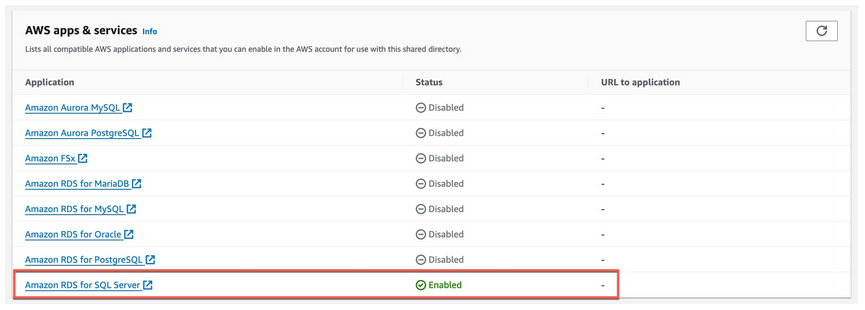 AWS apps & services Info
Lists all compatible AWS applications and services that you can enable in the AWS account for use with this shared directory.
Application Status URL to application
Amazon Aurora MySQL Disabled -
Amazon Aurora PostgreSQL Disabled -
Amazon FSx Disabled -
Amazon RDS for MariaDB Disabled -
Amazon RDS for MySQL Disabled -
Amazon RDS for Oracle Disabled -
Amazon RDS for PostgreSQL Disabled -
Amazon RDS for SQL Server Enabled -